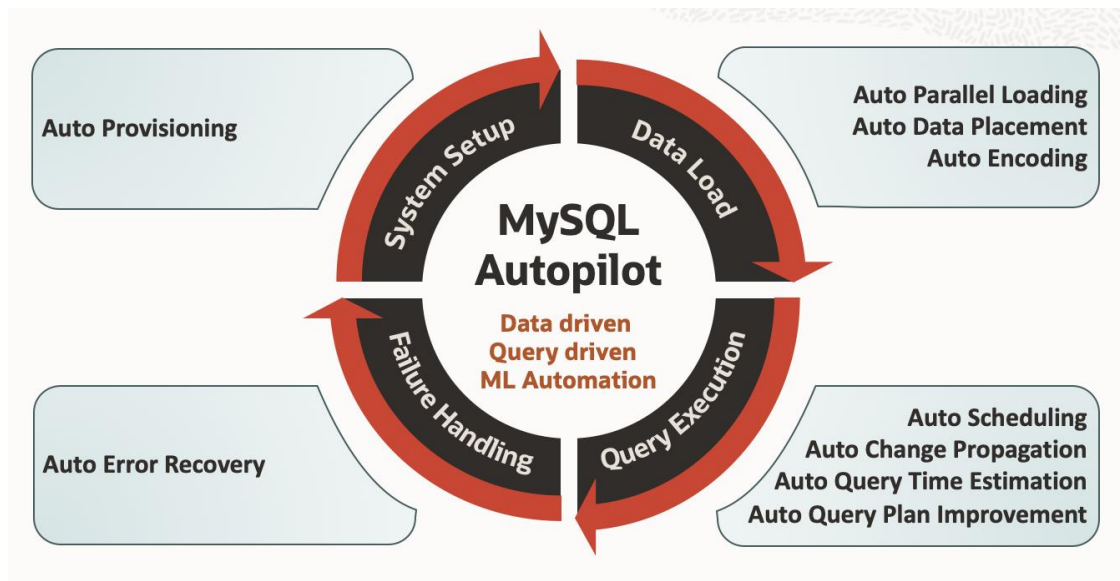 Auto Provisioning
System Setup
Data Load
Auto Parallel Loading
Auto Data Placement
Auto Encoding
MySQL
Autopilot
Data driven
Query driven
ML Automation
Failure Handling
Query Execution
Auto Error Recovery
Auto Scheduling
Auto Change Propagation
Auto Query Time Estimation
Auto Query Plan Improvement